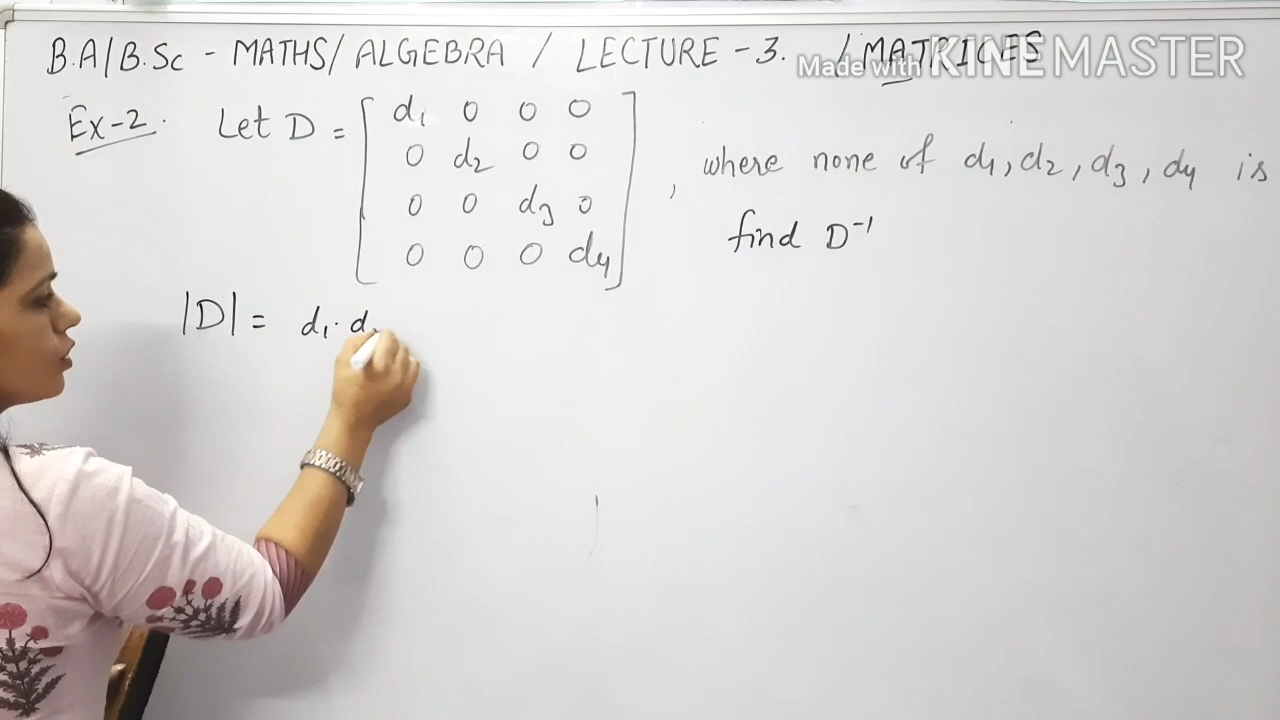 B.A/B.Sc - MATHS/ ALGEBRA / LECTURE - 3. / MATRICES
Made with KINEMASTER
Ex-2. Let D = [ d1 0 0 0
0 d2 0 0
0 0 d3 0
0 0 0 d4 ] , where none of d1, d2, d3, d4 is
find D⁻¹
|D| = d1 · d